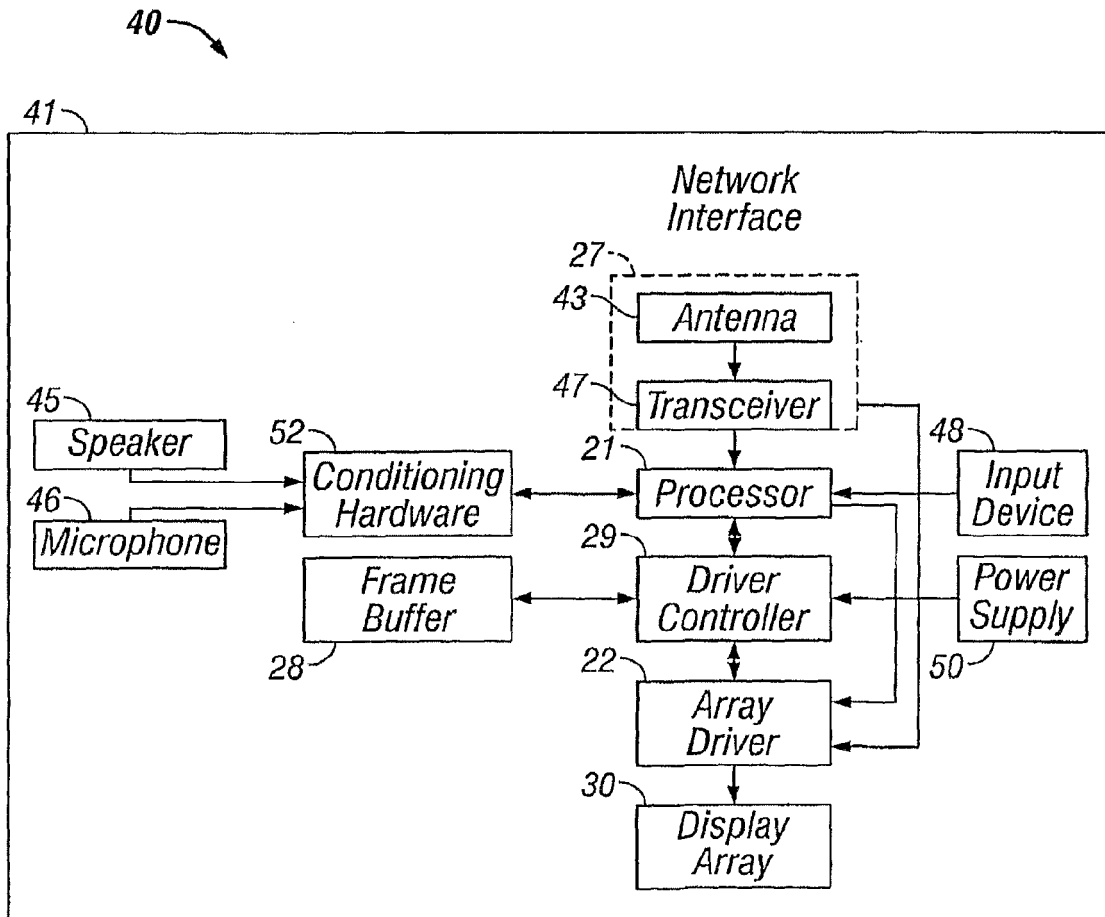 40
41
Network
Interface
27
43
Antenna
47
Transceiver
45
Speaker
52
Conditioning
Hardware
21
Processor
48
Input
Device
46
Microphone
29
Driver
Controller
Frame
Buffer
28
Power
Supply
50
22
Array
Driver
30
Display
Array